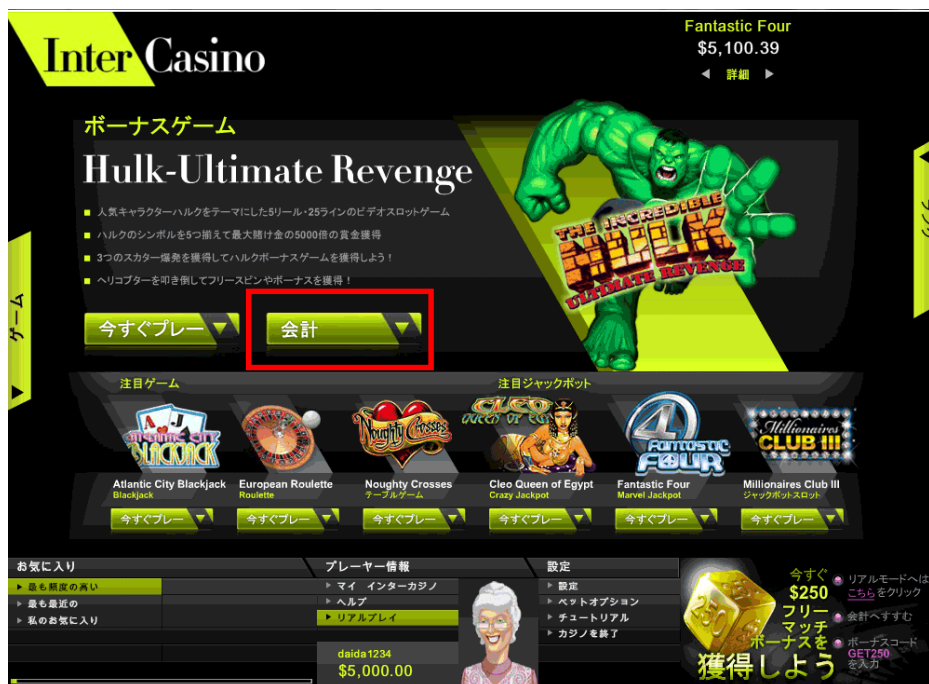 Inter Casino
Fantastic Four
$5,100.39
詳細
ボーナスゲーム
Hulk-Ultimate Revenge
人気キャラクターハルクをテーマにした5リール・25ラインのビデオスロットゲーム
ハルクのシンボルを5つ揃えて最大賭け金の5000倍の賞金獲得
3つのスカター爆発を獲得してハルクボーナスゲームを獲得しよう!
ヘリコプターを叩き倒してフリースピンやボーナスを獲得!
THE INCREDIBLE
HULK
ULTIMATE REVENGE
ゲーム
今すぐプレー
会計
注目ゲーム
注目ジャックポット
ATLANTIC CITY
BLACKJACK
Noughty Crosses
CLEO
QUEEN OF EGYPT
FANTASTIC
FOUR
Millionaires
CLUB III
Atlantic City Blackjack
Blackjack
European Roulette
Roulette
Noughty Crosses
テーブルゲーム
Cleo Queen of Egypt
Crazy Jackpot
Fantastic Four
Marvel Jackpot
Millionaires Club III
ジャックポットスロット
今すぐプレー
今すぐプレー
今すぐプレー
今すぐプレー
今すぐプレー
今すぐプレー
お気に入り
最も頻度の高い
最も最近の
私のお気に入り
プレーヤー情報
マイ インターカジノ
ヘルプ
リアルプレイ
daida1234
$5,000.00
設定
設定
ベットオプション
チュートリアル
カジノを終了
250
今すぐ
$250
フリー
マッチ
ボーナスを
獲得しよう
リアルモードへは
こちらをクリック
会計へすすむ
ボーナスコード
GET250
を入力